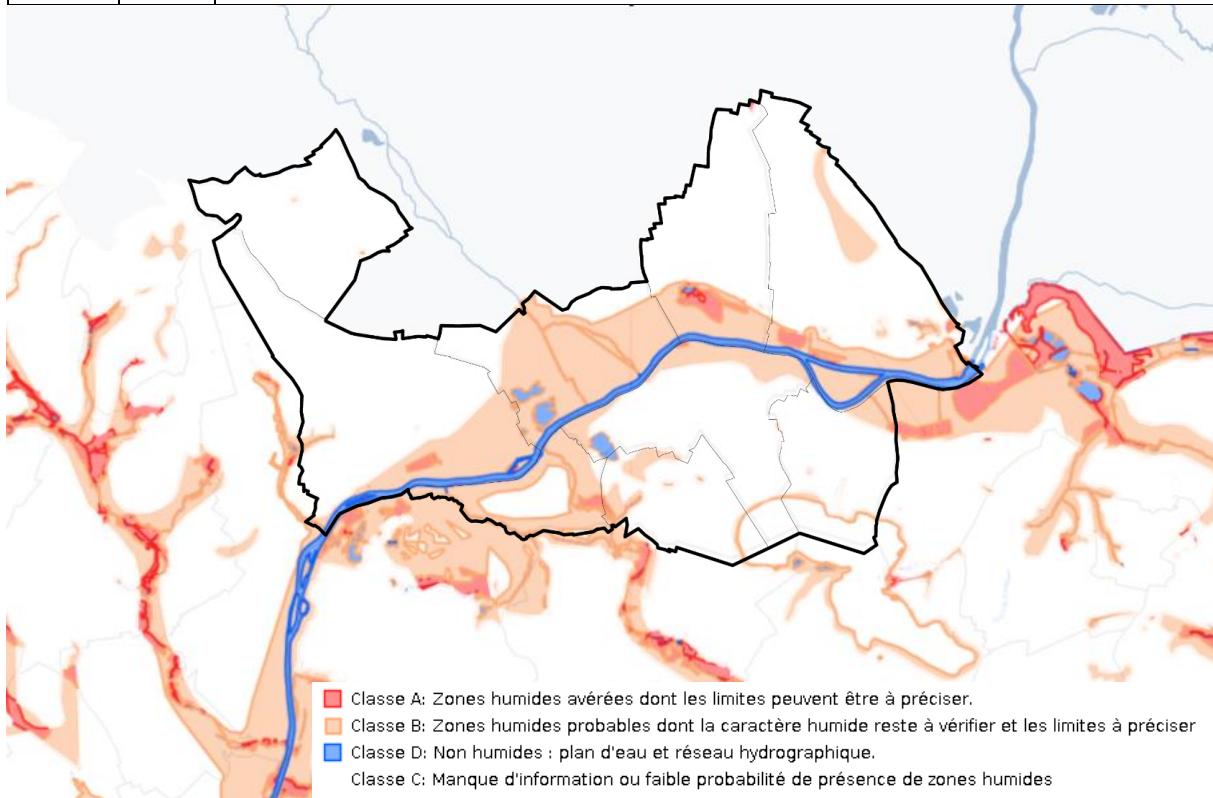 Classe A: Zones humides avérées dont les limites peuvent être à préciser.
Classe B: Zones humides probables dont la caractère humide reste à vérifier et les limites à préciser
Classe D: Non humides : plan d'eau et réseau hydrographique.
Classe C: Manque d'information ou faible probabilité de présence de zones humides